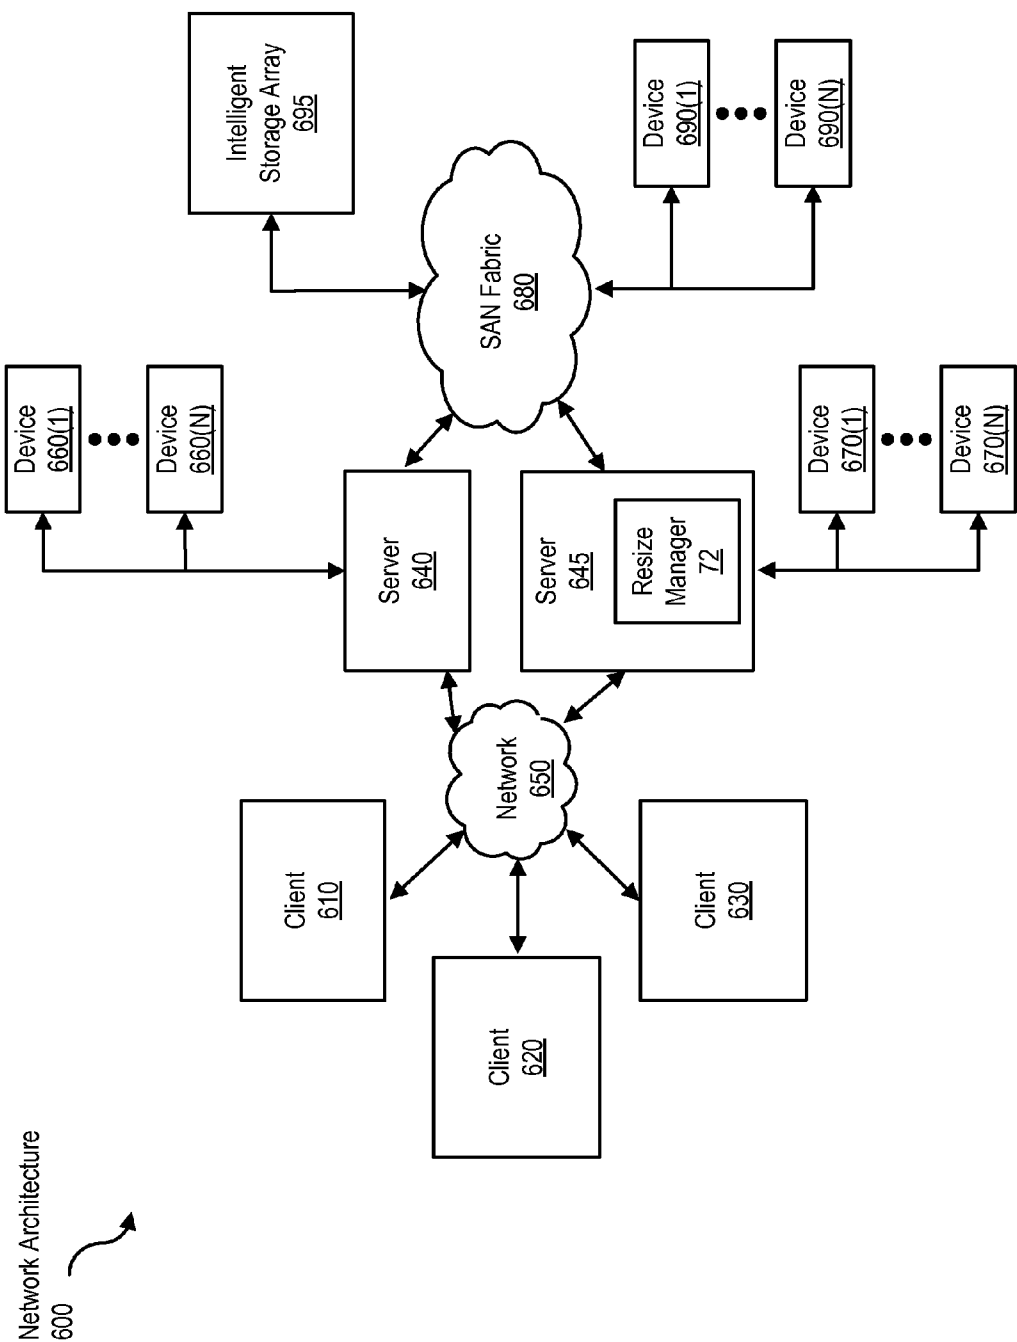 Network Architecture
600
Client
610
Client
620
Client
630
Network
650
Server
640
Server
645
Resize
Manager
72
Device
660(1)
Device
660(N)
Device
670(1)
Device
670(N)
SAN Fabric
680
Intelligent
Storage Array
695
Device
690(1)
Device
690(N)